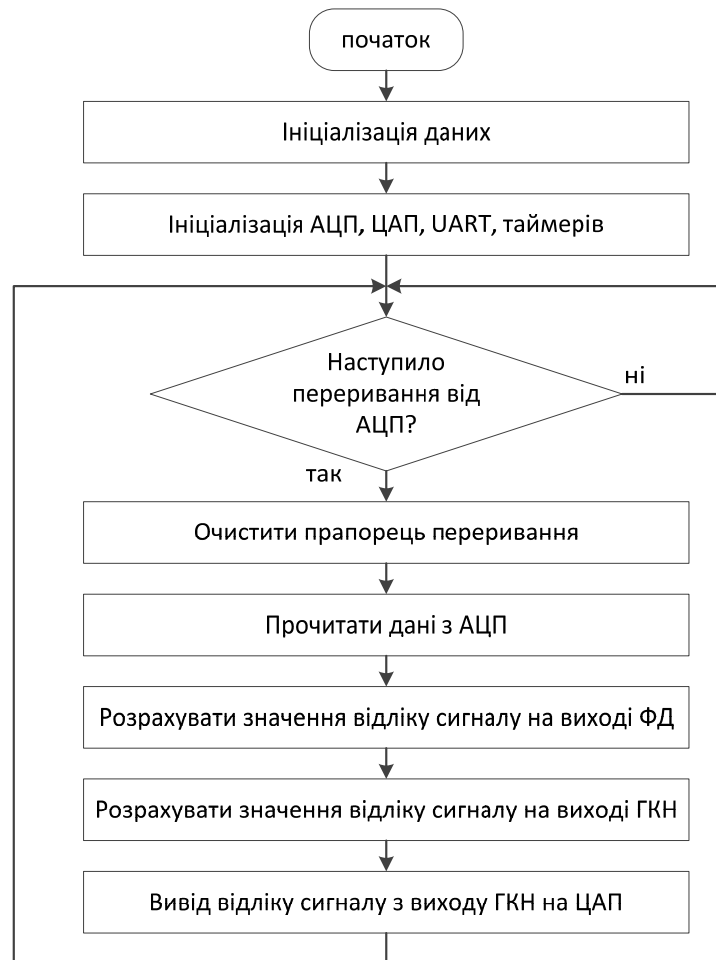 початок
Ініціалізація даних
Ініціалізація АЦП, ЦАП, UART, таймерів
Наступило
переривання від
АЦП?
ні
так
Очистити прапорець переривання
Прочитати дані з АЦП
Розрахувати значення відліку сигналу на виході ФД
Розрахувати значення відліку сигналу на виході ГКН
Вивід відліку сигналу з виходу ГКН на ЦАП